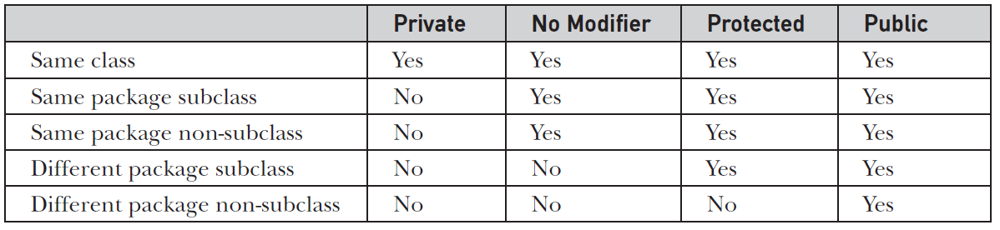 Private No Modifier Protected Public
Same class Yes Yes Yes Yes
Same package subclass No Yes Yes Yes
Same package non-subclass No Yes Yes Yes
Different package subclass No No Yes Yes
Different package non-subclass No No No Yes